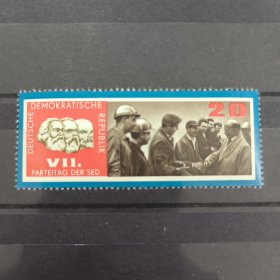 DEUTSCHE
DEMOKRATISCHE
REPUBLIK
VII.
PARTEITAG DER SED
20